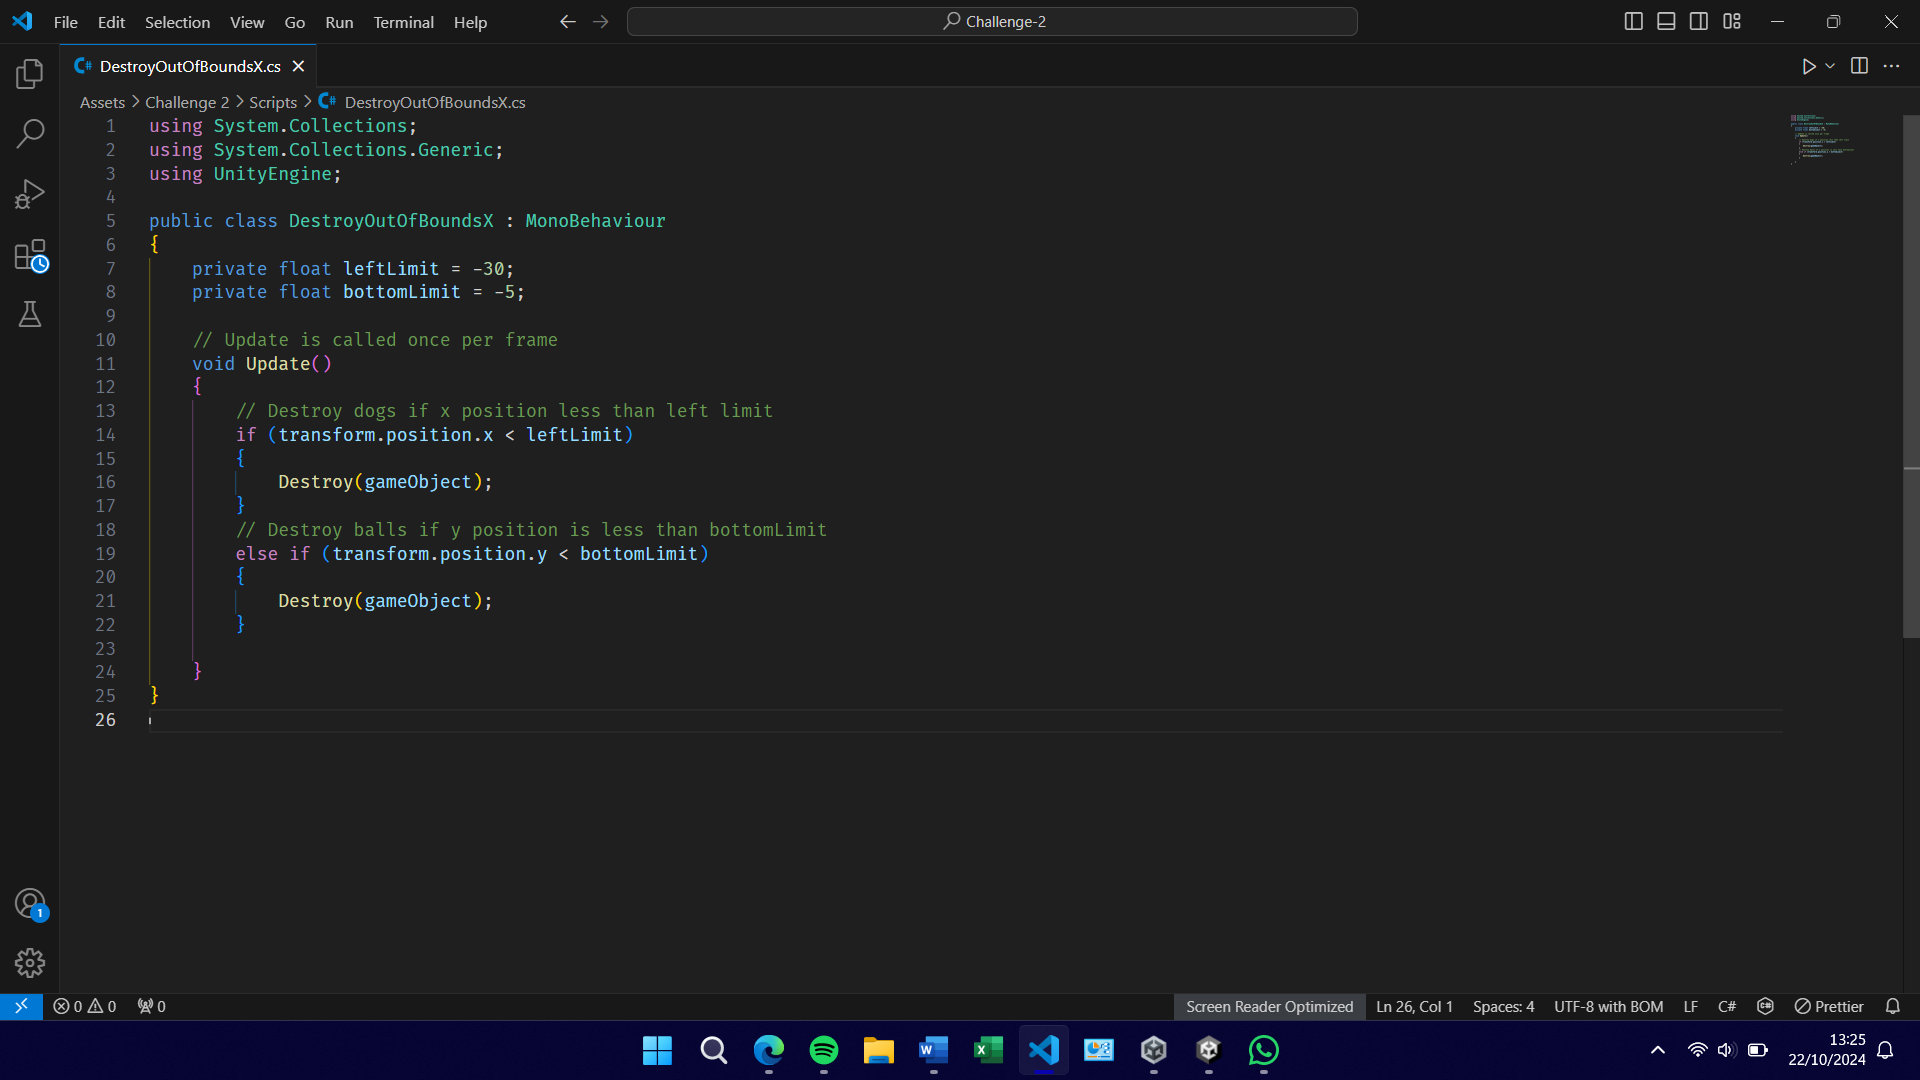 File Edit Selection View Go Run Terminal Help
Challenge-2
DestroyOutOfBoundsX.cs
Assets > Challenge 2 > Scripts > DestroyOutOfBoundsX.cs
1 using System.Collections;
2 using System.Collections.Generic;
3 using UnityEngine;
4
5 public class DestroyOutOfBoundsX : MonoBehaviour
6 {
7     private float leftLimit = -30;
8     private float bottomLimit = -5;
9
10     // Update is called once per frame
11     void Update()
12     {
13         // Destroy dogs if x position less than left limit
14         if (transform.position.x < leftLimit)
15         {
16             Destroy(gameObject);
17         }
18         // Destroy balls if y position is less than bottomLimit
19         else if (transform.position.y < bottomLimit)
20         {
21             Destroy(gameObject);
22         }
23
24     }
25 }
26
1
0 0 0 Screen Reader Optimized Ln 26, Col 1 Spaces: 4 UTF-8 with BOM LF C# Prettier
13:25
22/10/2024